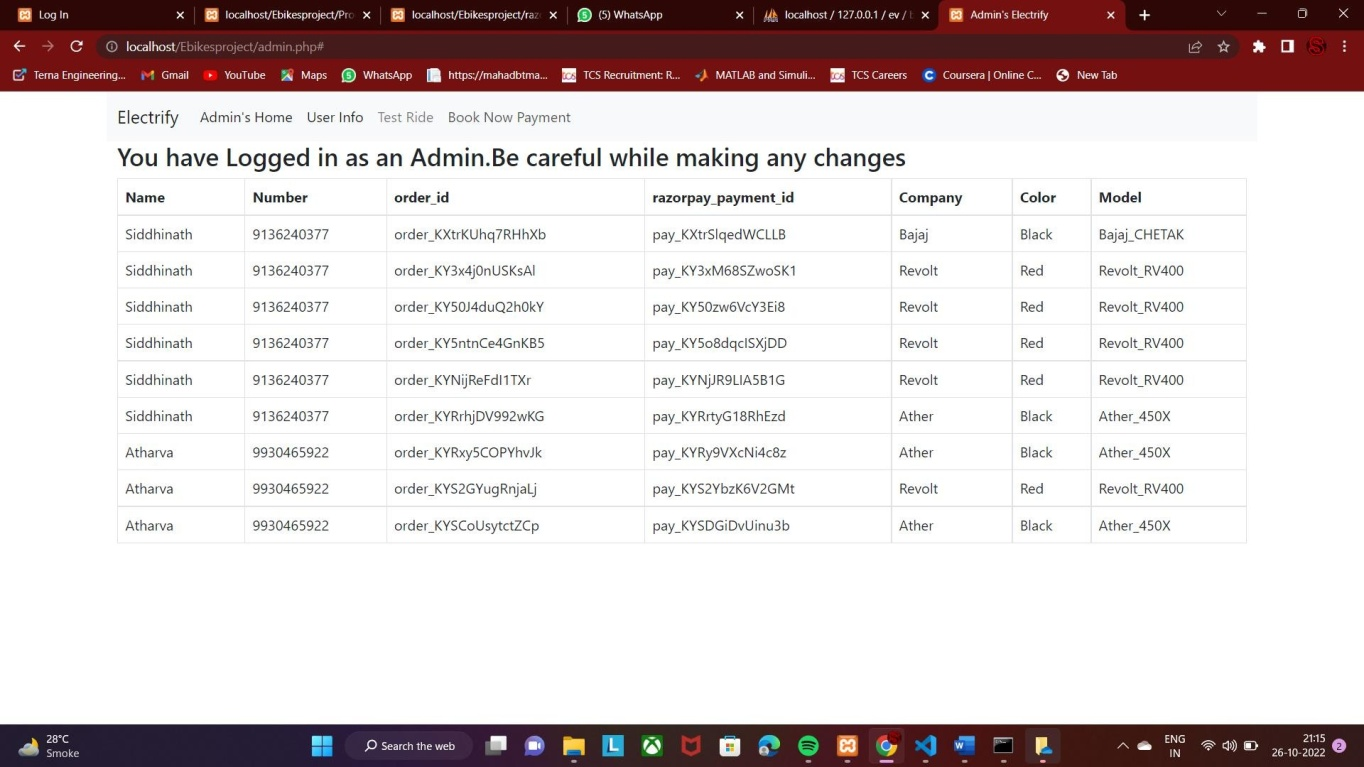 Log In
localhost/Ebikesproject/Pro
localhost/Ebikesproject/raz
(5) WhatsApp
localhost / 127.0.0.1 / ev /
Admin's Electrify
localhost/Ebikesproject/admin.php#
Terna Engineering... Gmail YouTube Maps WhatsApp https://mahadbtma... TCS Recruitment: R... MATLAB and Simuli... TCS Careers Coursera | Online C... New Tab
Electrify Admin's Home User Info Test Ride Book Now Payment
You have Logged in as an Admin.Be careful while making any changes
Name Number order_id razorpay_payment_id Company Color Model
Siddhinath 9136240377 order_KXtrKUhq7RHhXb pay_KXtrSlqedWCLLB Bajaj Black Bajaj_CHETAK
Siddhinath 9136240377 order_KY3x4j0nUSKsAl pay_KY3xM68SZwoSK1 Revolt Red Revolt_RV400
Siddhinath 9136240377 order_KY50J4duQ2h0kY pay_KY50zw6VcY3Ei8 Revolt Red Revolt_RV400
Siddhinath 9136240377 order_KY5ntnCe4GnKB5 pay_KY5o8dqcISXjDD Revolt Red Revolt_RV400
Siddhinath 9136240377 order_KYNijReFdI1TXr pay_KYNjJR9LIA5B1G Revolt Red Revolt_RV400
Siddhinath 9136240377 order_KYRrhjDV992wKG pay_KYRrtyG18RhEzd Ather Black Ather_450X
Atharva 9930465922 order_KYRxy5COPYhvJk pay_KYRy9VXcNi4c8z Ather Black Ather_450X
Atharva 9930465922 order_KYS2GYugRnjaLj pay_KYS2YbzK6V2GMt Revolt Red Revolt_RV400
Atharva 9930465922 order_KYSCoUsytctZCp pay_KYSDGiDvUinu3b Ather Black Ather_450X
28°C
Smoke
Search the web
ENG
IN
21:15
26-10-2022
2